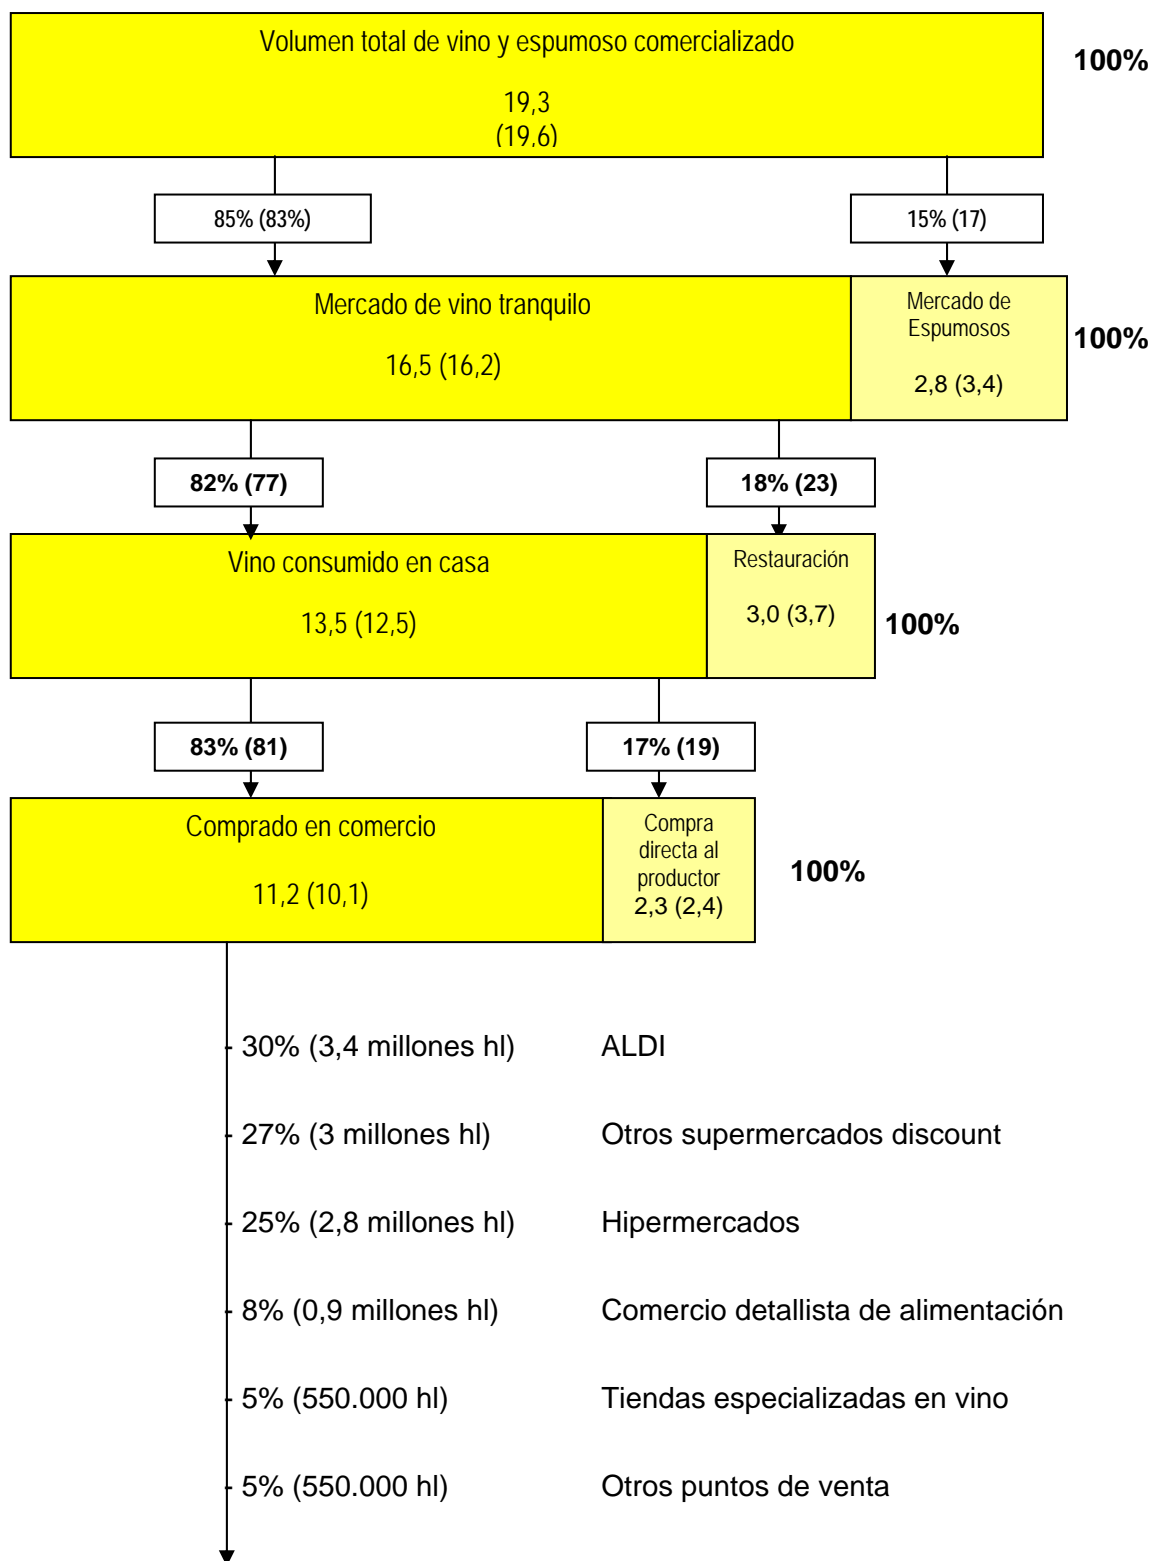 Volumen total de vino y espumoso comercializado
100%
19,3
(19,6)
85% (83%)
15% (17)
Mercado de vino tranquilo
16,5 (16,2)
Mercado de
Espumosos
2,8 (3,4)
100%
82% (77)
18% (23)
Vino consumido en casa
13,5 (12,5)
Restauración
3,0 (3,7)
100%
83% (81)
17% (19)
Comprado en comercio
11,2 (10,1)
Compra
directa al
productor
2,3 (2,4)
100%
- 30% (3,4 millones hl) ALDI
- 27% (3 millones hl) Otros supermercados discount
- 25% (2,8 millones hl) Hipermercados
- 8% (0,9 millones hl) Comercio detallista de alimentación
- 5% (550.000 hl) Tiendas especializadas en vino
- 5% (550.000 hl) Otros puntos de venta